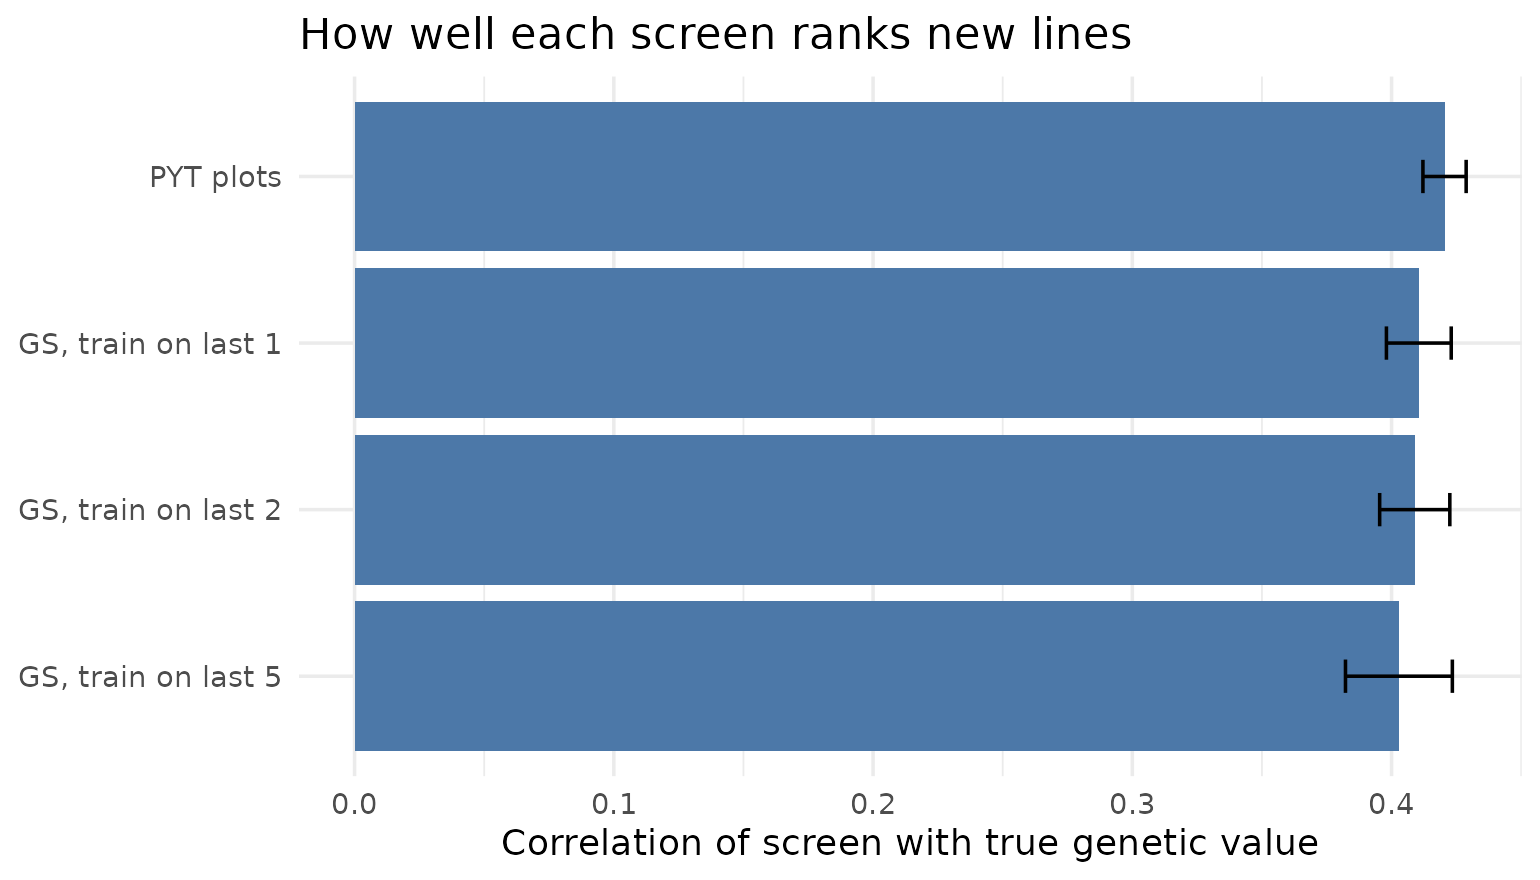 How well each screen ranks new lines
PYT plots
GS, train on last 1
GS, train on last 2
GS, train on last 5
0.0 0.1 0.2 0.3 0.4
Correlation of screen with true genetic value